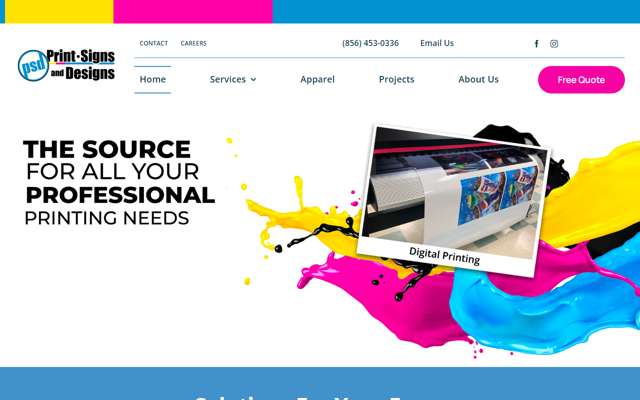 CONTACT
CAREERS
(856) 453-0336
Email Us
psd
Print·Signs
and Designs
Home
Services
Apparel
Projects
About Us
Free Quote
THE SOURCE
FOR ALL YOUR
PROFESSIONAL
PRINTING NEEDS
Digital Printing